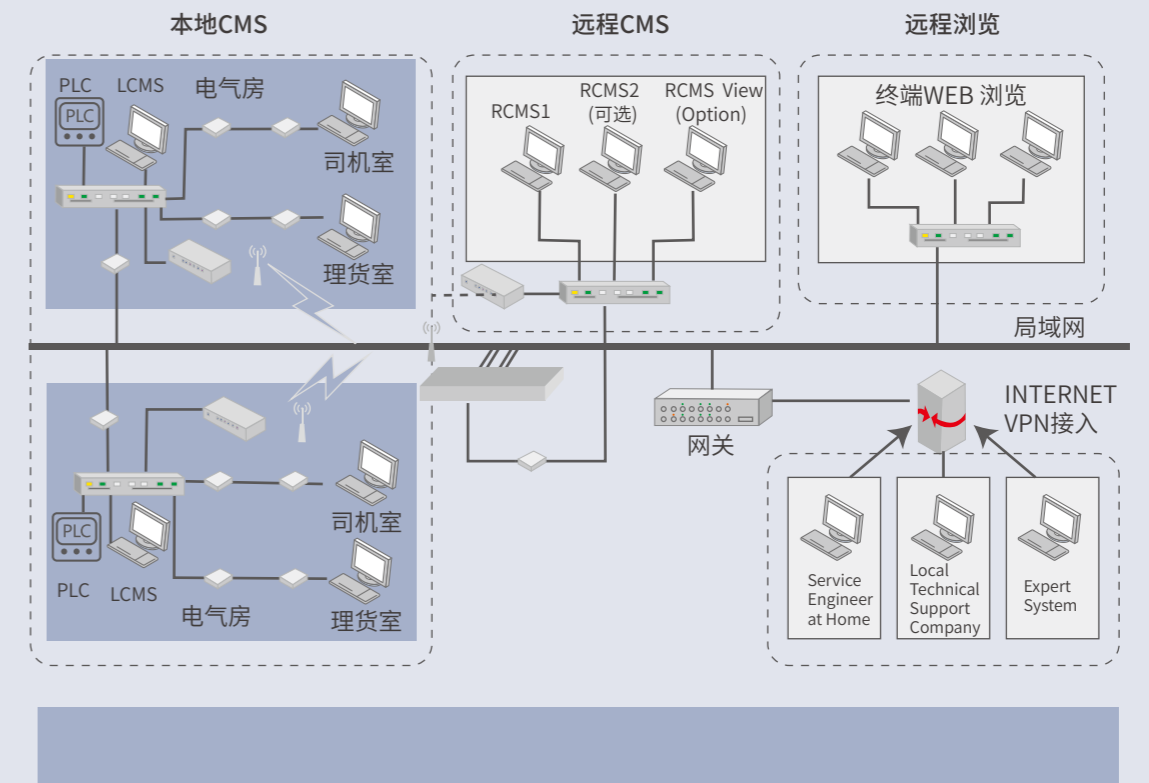 本地CMS
远程CMS
远程浏览
PLC
LCMS
电气房
PLC
司机室
理货室
RCMS1
RCMS2
(可选)
RCMS View
(Option)
终端WEB 浏览
局域网
网关
INTERNET
VPN接入
司机室
PLC
PLC
LCMS
电气房
理货室
Service
Engineer
at Home
Local
Technical
Support
Company
Expert
System